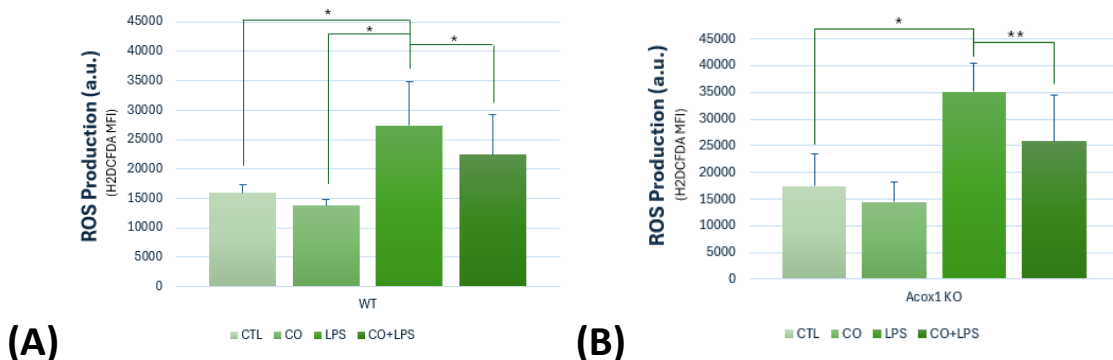 ROS Production (a.u.)
(H2DCFDA MFI)
45000
40000
35000
30000
25000
20000
15000
10000
5000
0
*
*
*
WT
CTL CO LPS CO+LPS
(A)
ROS Production (a.u.)
(H2DCFDA MFI)
45000
40000
35000
30000
25000
20000
15000
10000
5000
0
*
**
Acox1 KO
CTL CO LPS CO+LPS
(B)